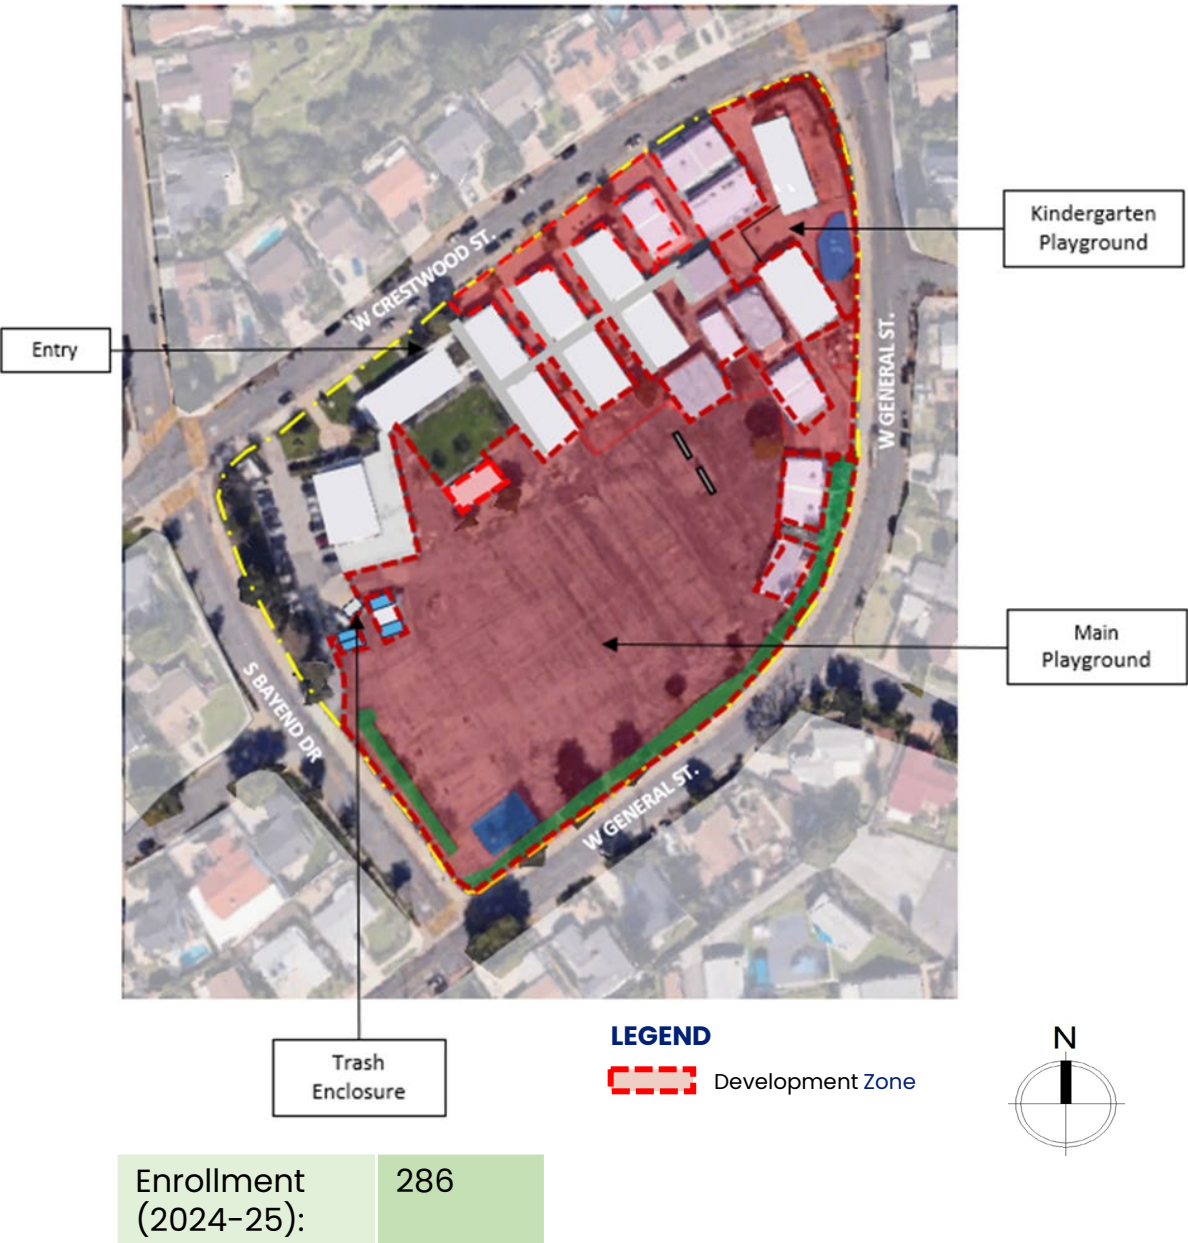 Kindergarten
Playground
W CRESTWOOD ST.
Entry
W GENERAL ST.
Main
Playground
S BAYEND DR
W GENERAL ST.
Trash
Enclosure
LEGEND
Development Zone
N
Enrollment
(2024-25):
286